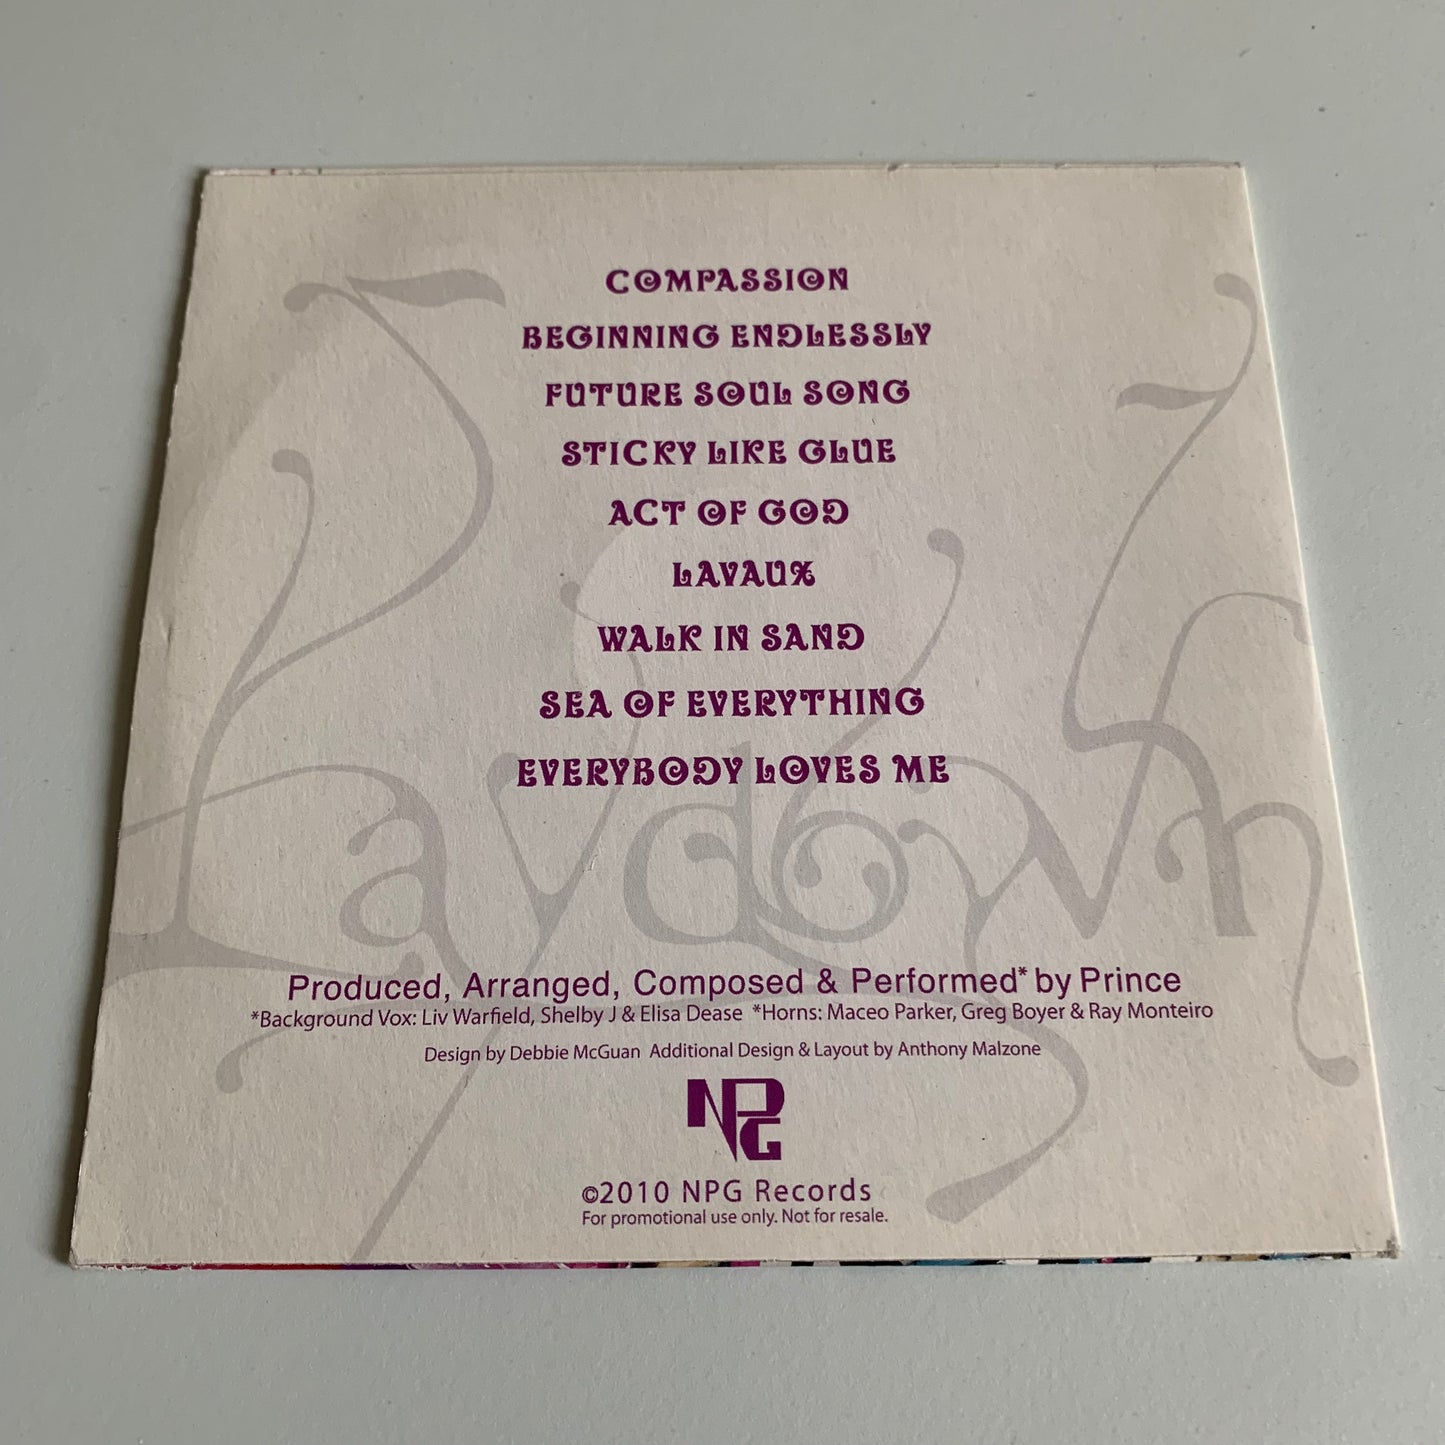 COMPASSION
BEGINNING ENDLESSLY
FUTURE SOUL SONG
STICKY LIKE GLUE
ACT OF GOD
LAVAUX
WALK IN SAND
SEA OF EVERYTHING
EVERYBODY LOVES ME
Laydown
Produced, Arranged, Composed & Performed* by Prince
*Background Vox: Liv Warfield, Shelby J & Elisa Dease *Horns: Maceo Parker, Greg Boyer & Ray Monteiro
Design by Debbie McGuan Additional Design & Layout by Anthony Malzone
NPG
©2010 NPG Records
For promotional use only. Not for resale.